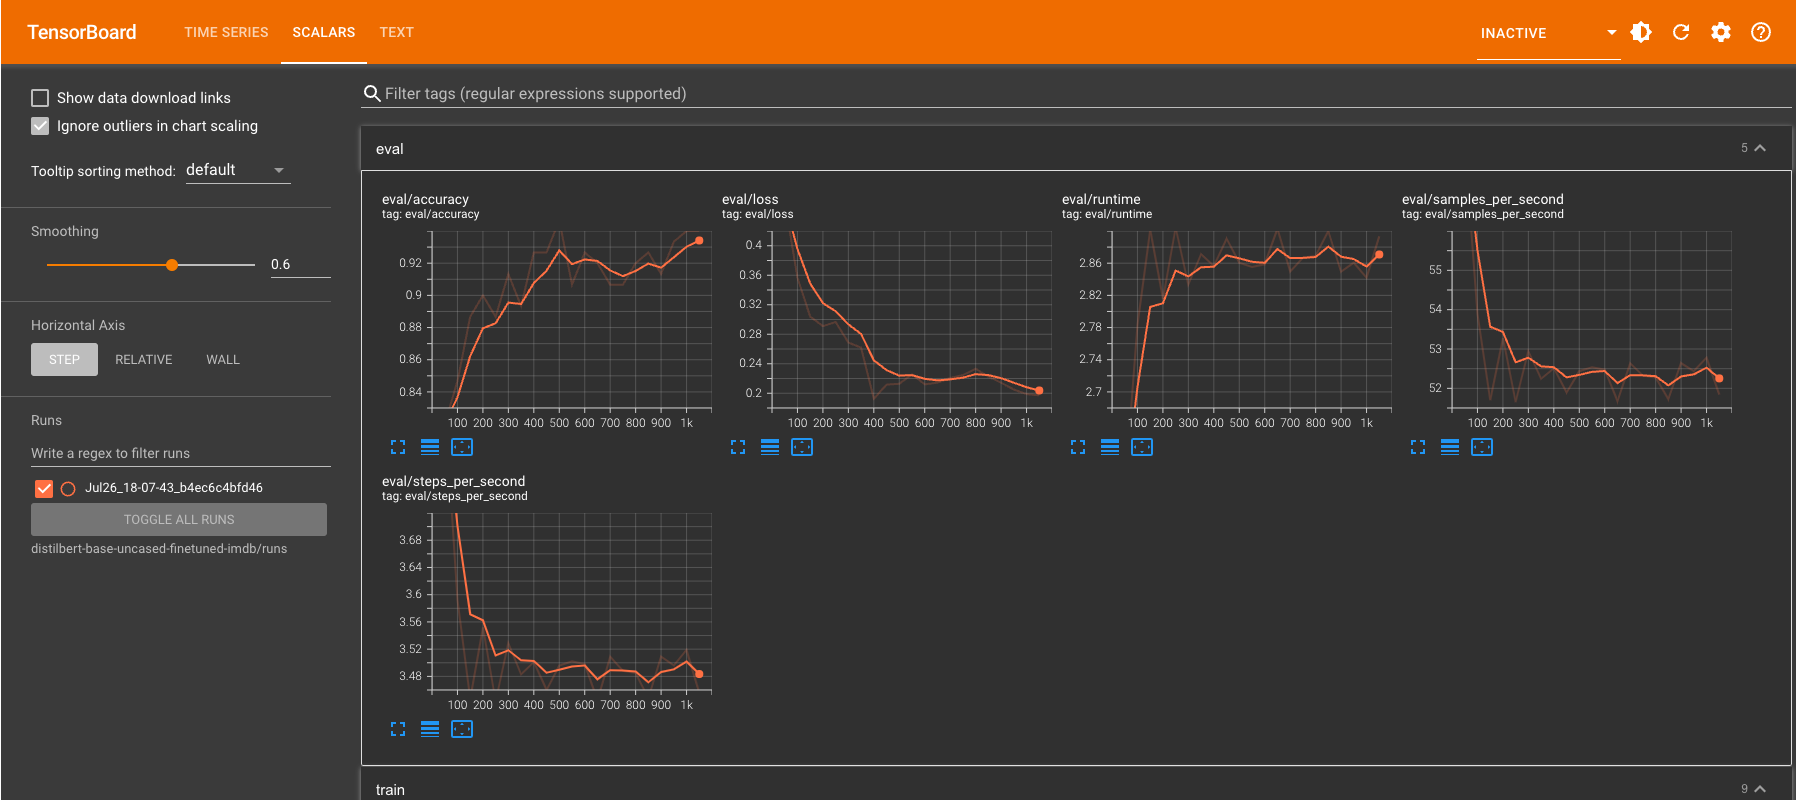 TensorBoard TIME SERIES SCALARS TEXT INACTIVE
Show data download links
Ignore outliers in chart scaling
Tooltip sorting method: default
Smoothing
0.6
Horizontal Axis
STEP RELATIVE WALL
Runs
Write a regex to filter runs
Jul26_18-07-43_b4ec6c4bfd46
TOGGLE ALL RUNS
distilbert-base-uncased-finetuned-imdb/runs
Filter tags (regular expressions supported)
eval 5
eval/accuracy
tag: eval/accuracy
0.92
0.9
0.88
0.86
0.84
100 200 300 400 500 600 700 800 900 1k
eval/loss
tag: eval/loss
0.4
0.36
0.32
0.28
0.24
0.2
100 200 300 400 500 600 700 800 900 1k
eval/runtime
tag: eval/runtime
2.86
2.82
2.78
2.74
2.7
100 200 300 400 500 600 700 800 900 1k
eval/samples_per_second
tag: eval/samples_per_second
55
54
53
52
100 200 300 400 500 600 700 800 900 1k
eval/steps_per_second
tag: eval/steps_per_second
3.68
3.64
3.6
3.56
3.52
3.48
100 200 300 400 500 600 700 800 900 1k
train 9